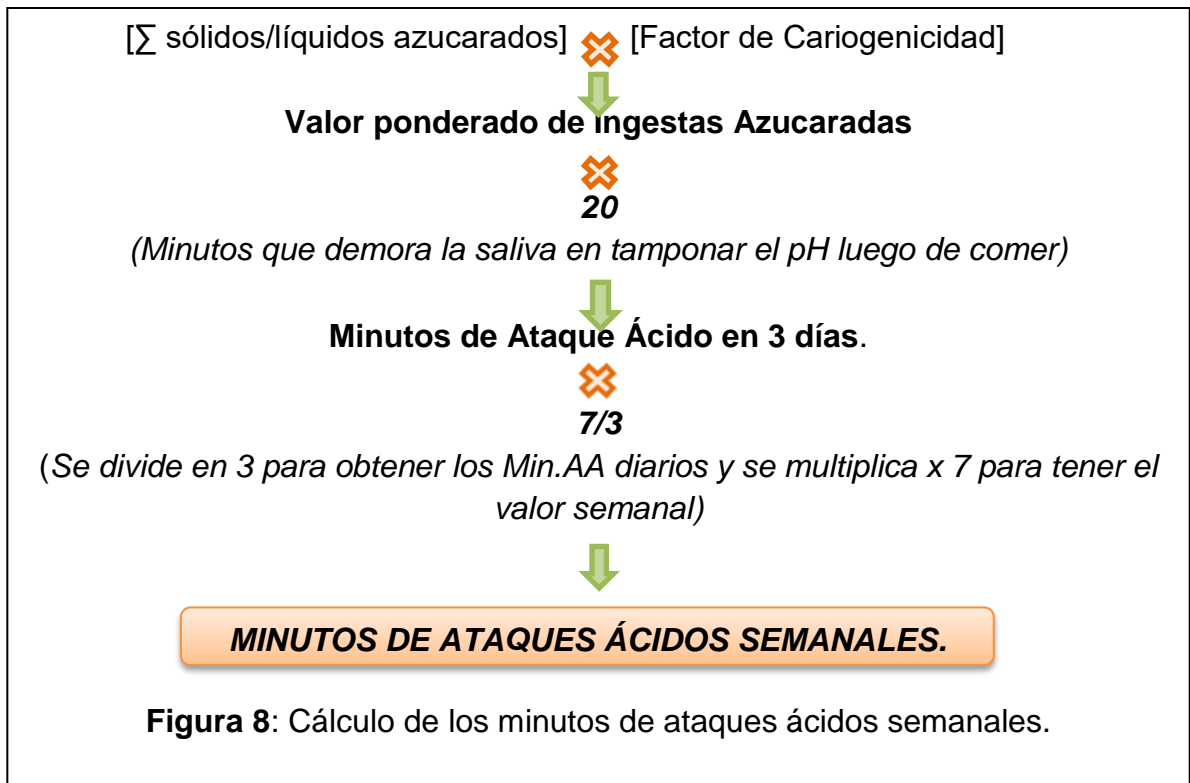 [∑ sólidos/líquidos azucarados] [Factor de Cariogenicidad]
Valor ponderado de Ingestas Azucaradas
20
(Minutos que demora la saliva en tamponar el pH luego de comer)
Minutos de Ataque Ácido en 3 días.
7/3
(Se divide en 3 para obtener los Min.AA diarios y se multiplica x 7 para tener el
valor semanal)
MINUTOS DE ATAQUES ÁCIDOS SEMANALES.
Figura 8: Cálculo de los minutos de ataques ácidos semanales.